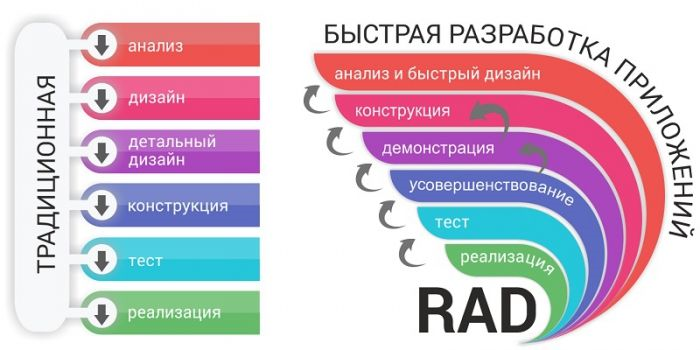 ТРАДИЦИОННАЯ
анализ
дизайн
детальный
дизайн
конструкция
тест
реализация
БЫСТРАЯ РАЗРАБОТКА ПРИЛОЖЕНИЙ
анализ и быстрый дизайн
конструкция
демонстрация
усовершенствование
тест
реализация
RAD